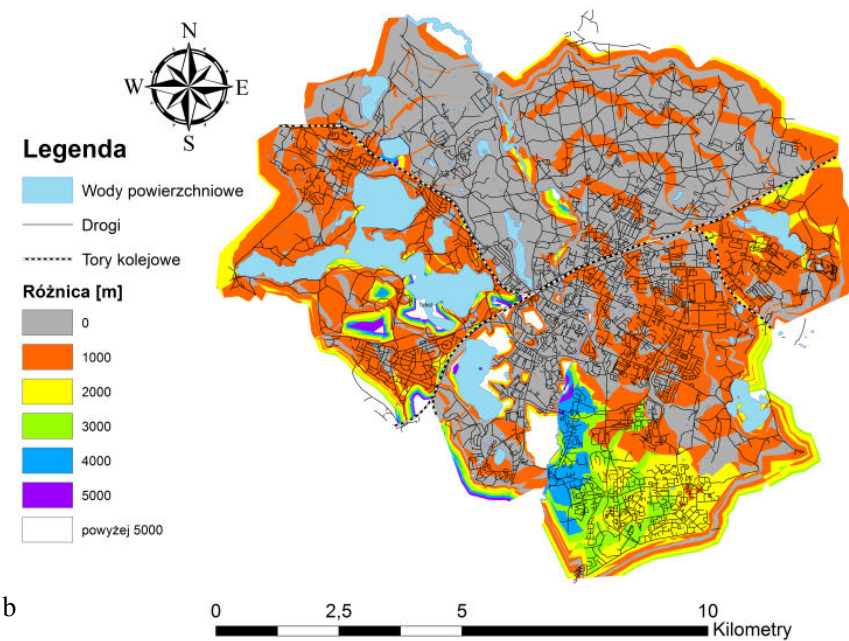 N
W E
S
Legenda
Wody powierzchniowe
Drogi
Tory kolejowe
Różnica [m]
0
1000
2000
3000
4000
5000
powyżej 5000
b
0 2,5 5 10
Kilometry